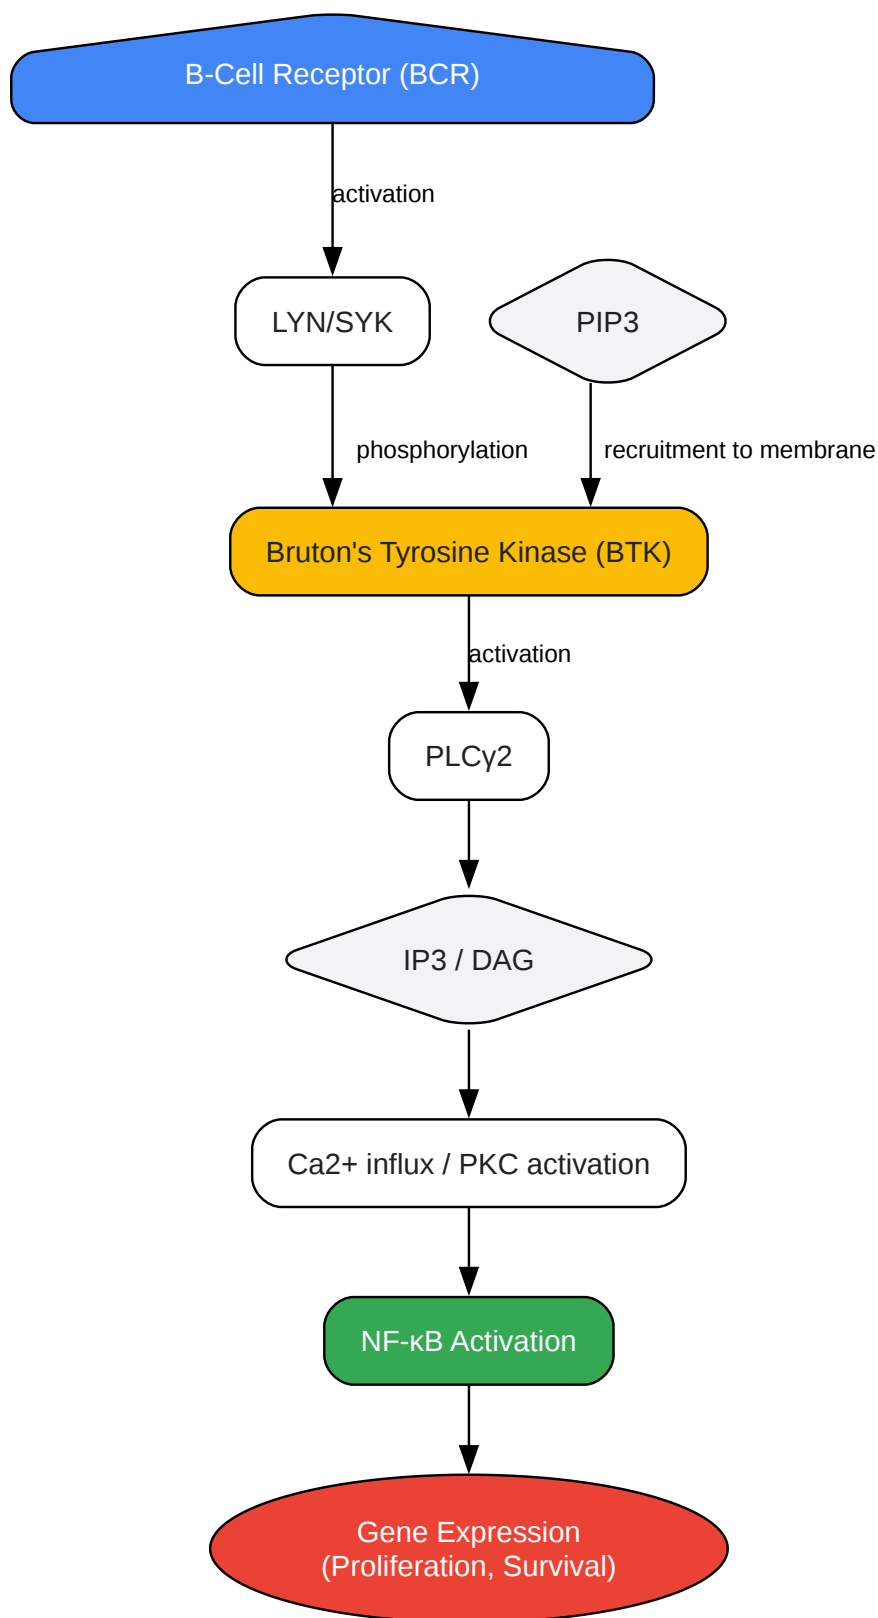 B-Cell Receptor (BCR)
activation
LYN/SYK
PIP3
phosphorylation
recruitment to membrane
Bruton's Tyrosine Kinase (BTK)
activation
PLCγ2
IP3 / DAG
Ca2+ influx / PKC activation
NF-κB Activation
Gene Expression
(Proliferation, Survival)